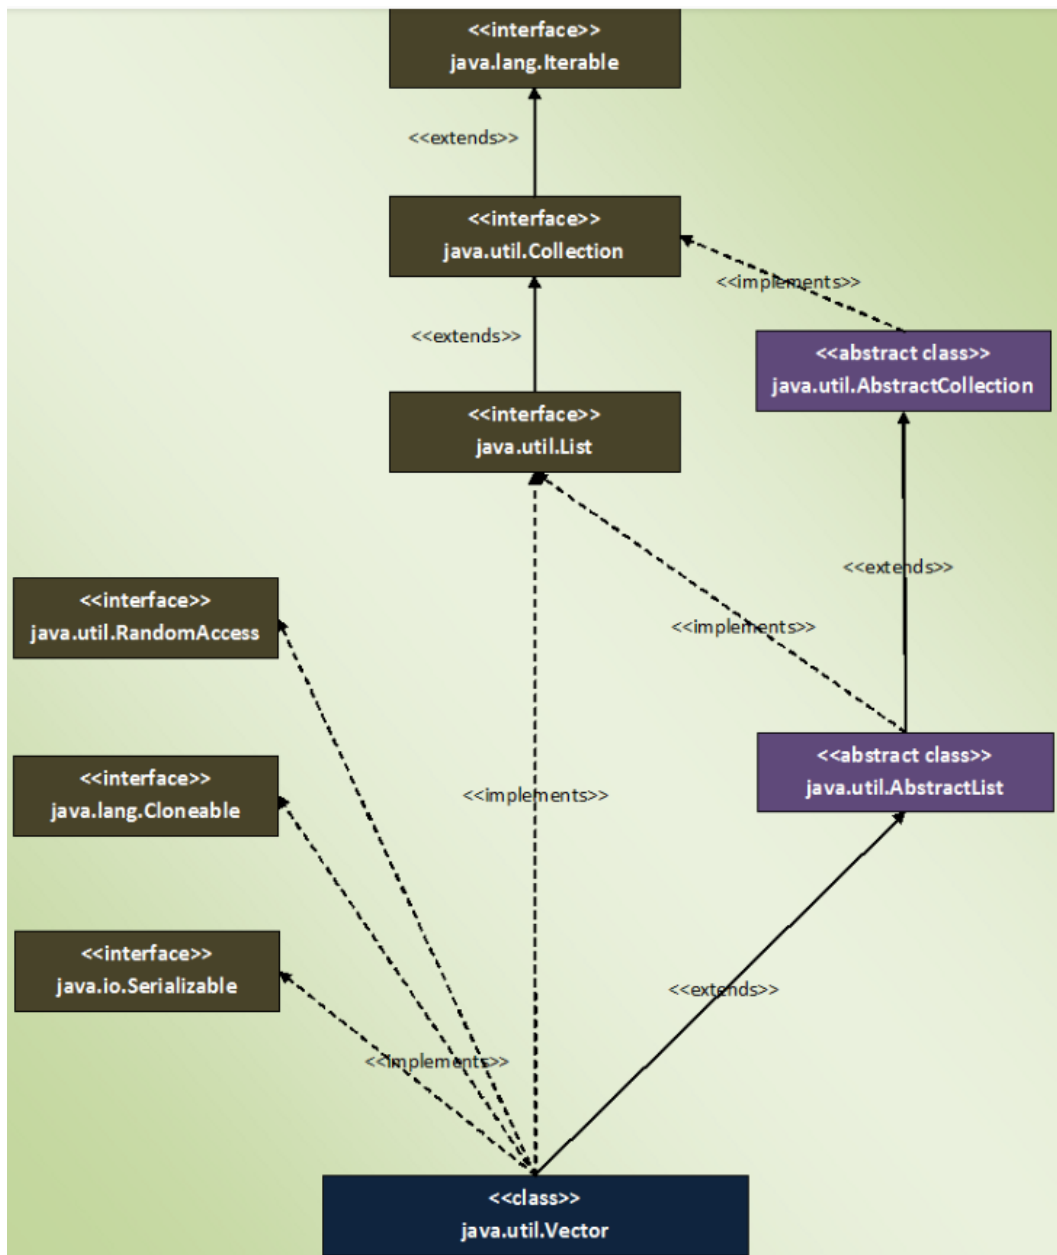 <<interface>>
java.lang.Iterable
<<extends>>
<<interface>>
java.util.Collection
<<implements>>
<<extends>>
<<abstract class>>
java.util.AbstractCollection
<<interface>>
java.util.List
<<extends>>
<<interface>>
java.util.RandomAccess
<<implements>>
<<abstract class>>
java.util.AbstractList
<<interface>>
java.lang.Cloneable
<<implements>>
<<interface>>
java.io.Serializable
<<extends>>
<<implements>>
<<class>>
java.util.Vector